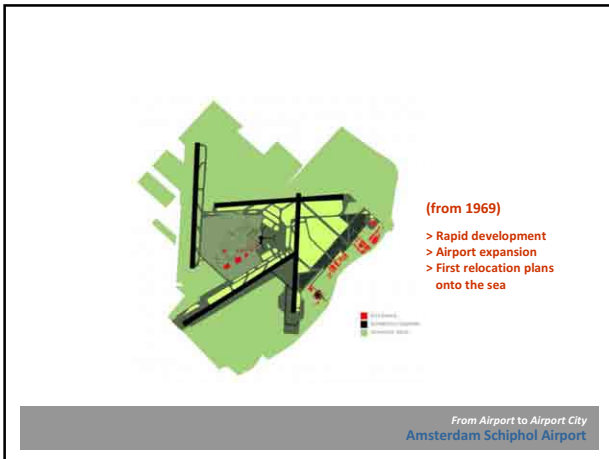 (from 1969)
> Rapid development
> Airport expansion
> First relocation plans
onto the sea
From Airport to Airport City
Amsterdam Schiphol Airport